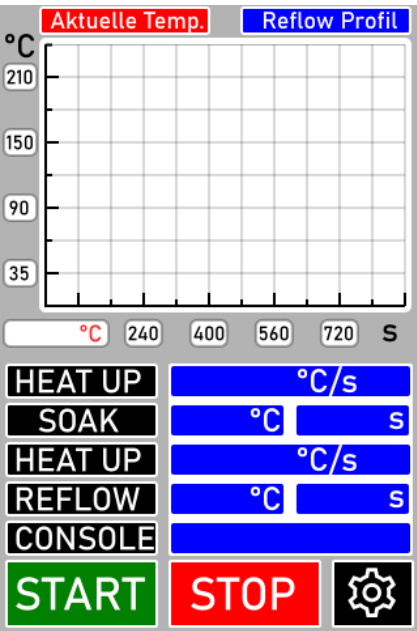 Aktuelle Temp. Reflow Profil
°C
210
150
90
35
°C 240 400 560 720 s
HEAT UP °C/s
SOAK °C s
HEAT UP °C/s
REFLOW °C s
CONSOLE
START STOP